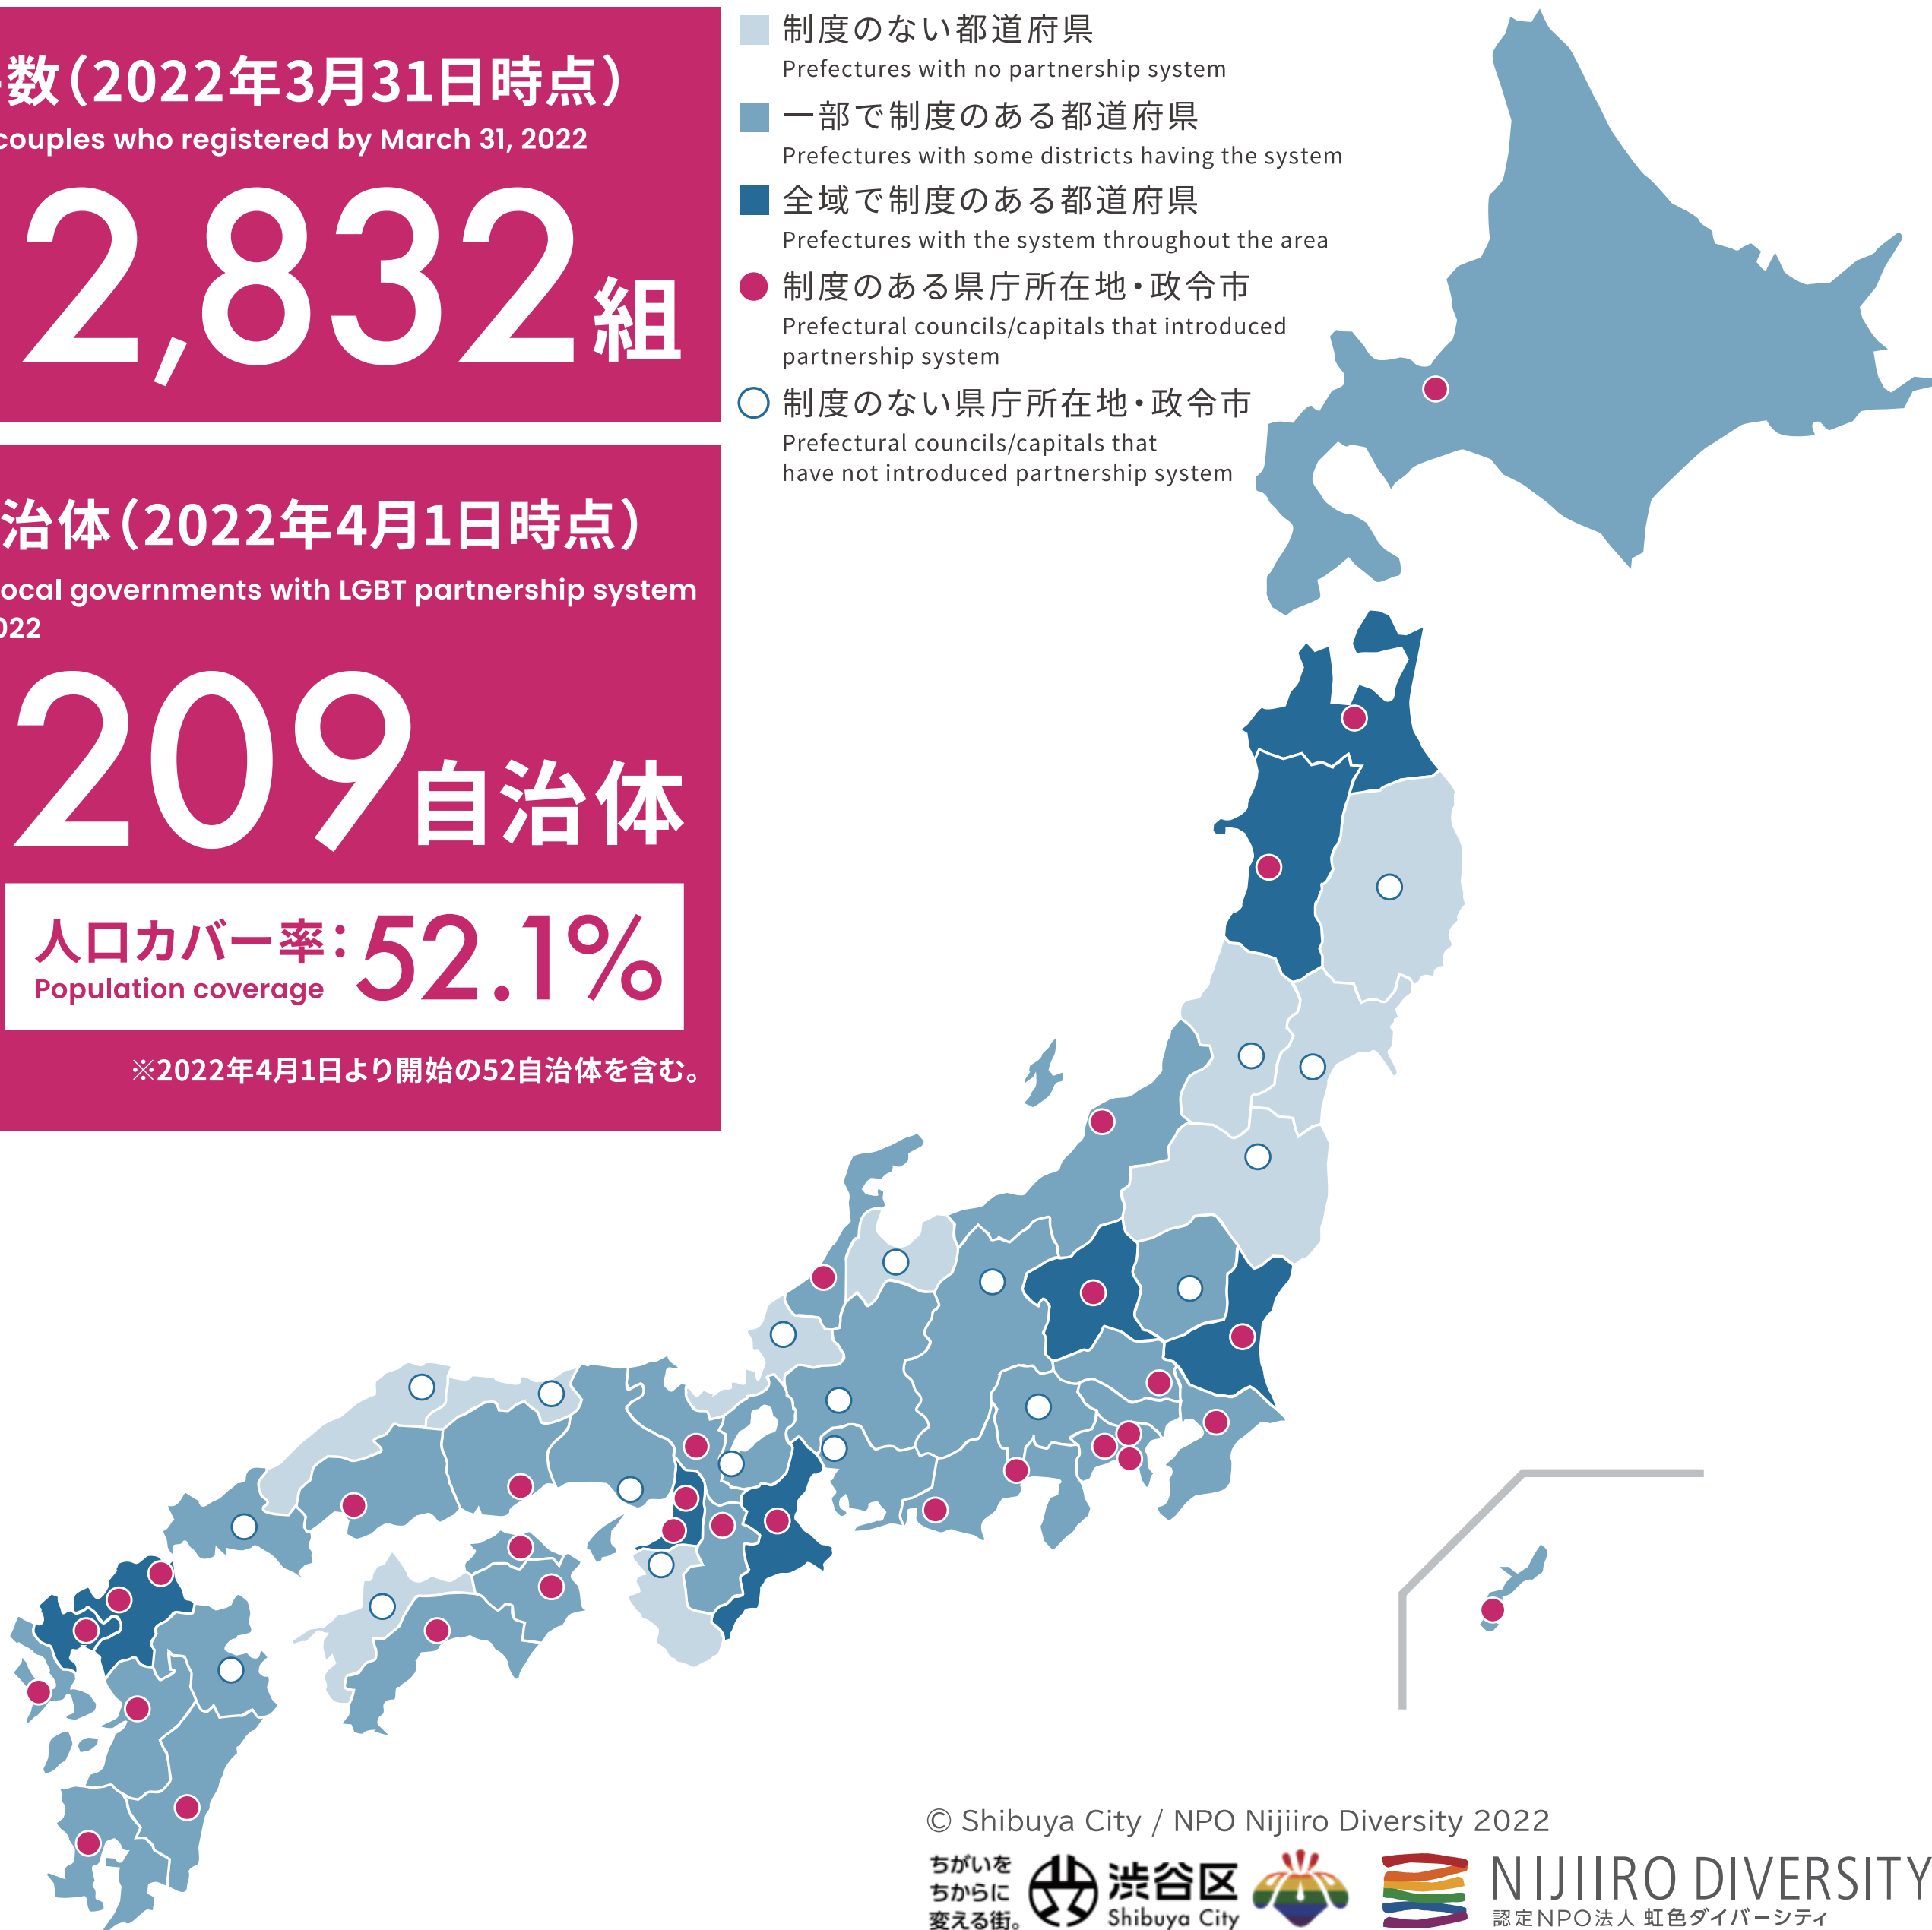 数（2022年3月31日時点）
couples who registered by March 31, 2022
2,832組
治体（2022年4月1日時点）
local governments with LGBT partnership system
2022
209自治体
人口カバー率：52.1%
Population coverage
※2022年4月1日より開始の52自治体を含む。
制度のない都道府県
Prefectures with no partnership system
一部で制度のある都道府県
Prefectures with some districts having the system
全域で制度のある都道府県
Prefectures with the system throughout the area
制度のある県庁所在地・政令市
Prefectural councils/capitals that introduced
partnership system
制度のない県庁所在地・政令市
Prefectural councils/capitals that
have not introduced partnership system
© Shibuya City / NPO Nijiiro Diversity 2022
ちがいを
ちからに
変える街。
渋谷区
Shibuya City
NIJIIRO DIVERSITY
認定NPO法人 虹色ダイバーシティ